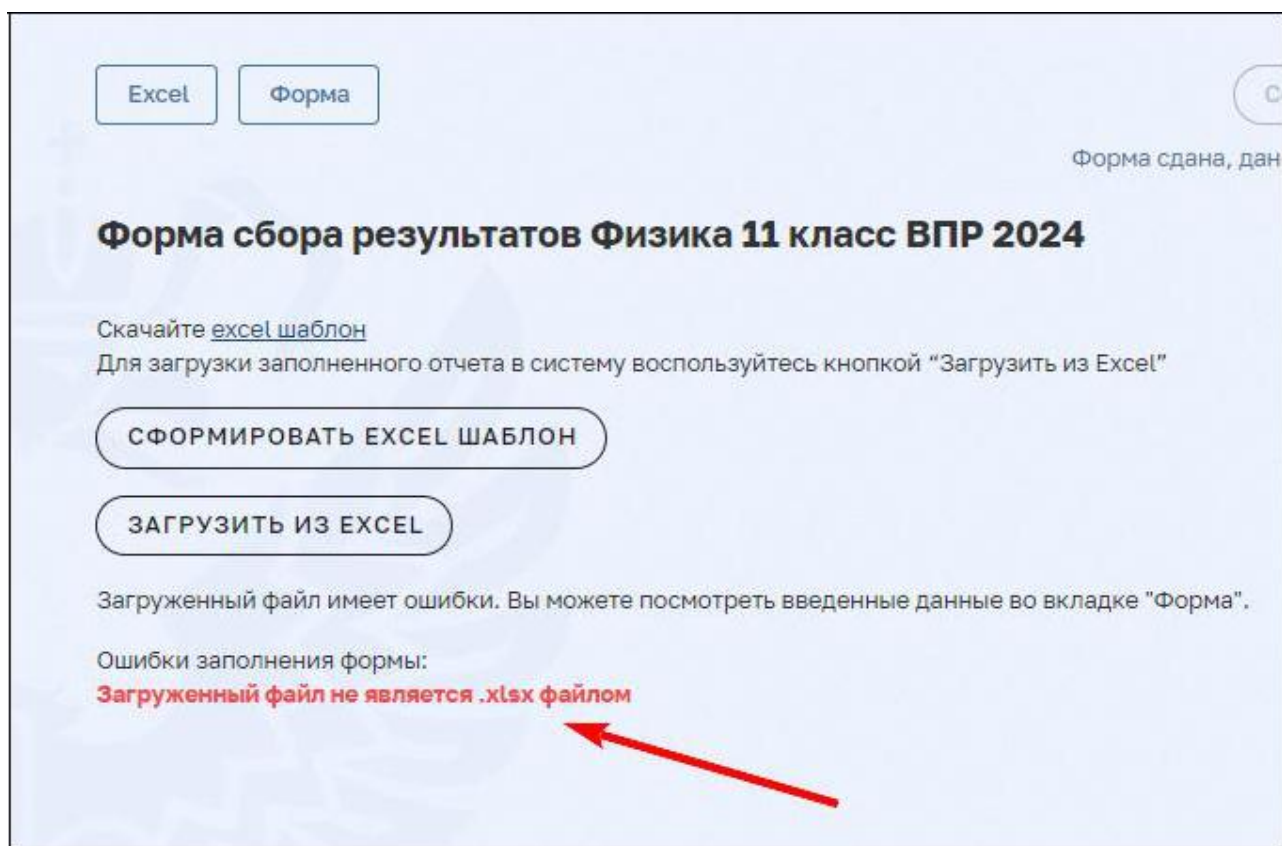 Excel Форма
Форма сдана,
Форма сбора результатов Физика 11 класс ВПР 2024
Скачайте excel шаблон
Для загрузки заполненного отчета в систему воспользуйтесь кнопкой “Загрузить из Excel”
СФОРМИРОВАТЬ EXCEL ШАБЛОН
ЗАГРУЗИТЬ ИЗ EXCEL
Загруженный файл имеет ошибки. Вы можете посмотреть введенные данные во вкладке "Форма".
Ошибки заполнения формы:
Загруженный файл не является .xlsx файлом